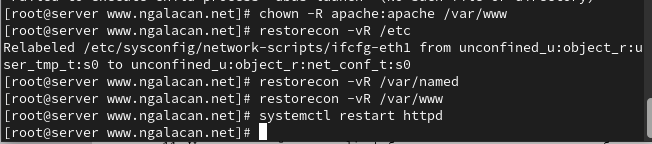 [root@server www.ngalacan.net]# chown -R apache:apache /var/www
[root@server www.ngalacan.net]# restorecon -vR /etc
Relabeled /etc/sysconfig/network-scripts/ifcfg-eth1 from unconfined_u:object_r:u
ser_tmp_t:s0 to unconfined_u:object_r:net_conf_t:s0
[root@server www.ngalacan.net]# restorecon -vR /var/named
[root@server www.ngalacan.net]# restorecon -vR /var/www
[root@server www.ngalacan.net]# systemctl restart httpd
[root@server www.ngalacan.net]#